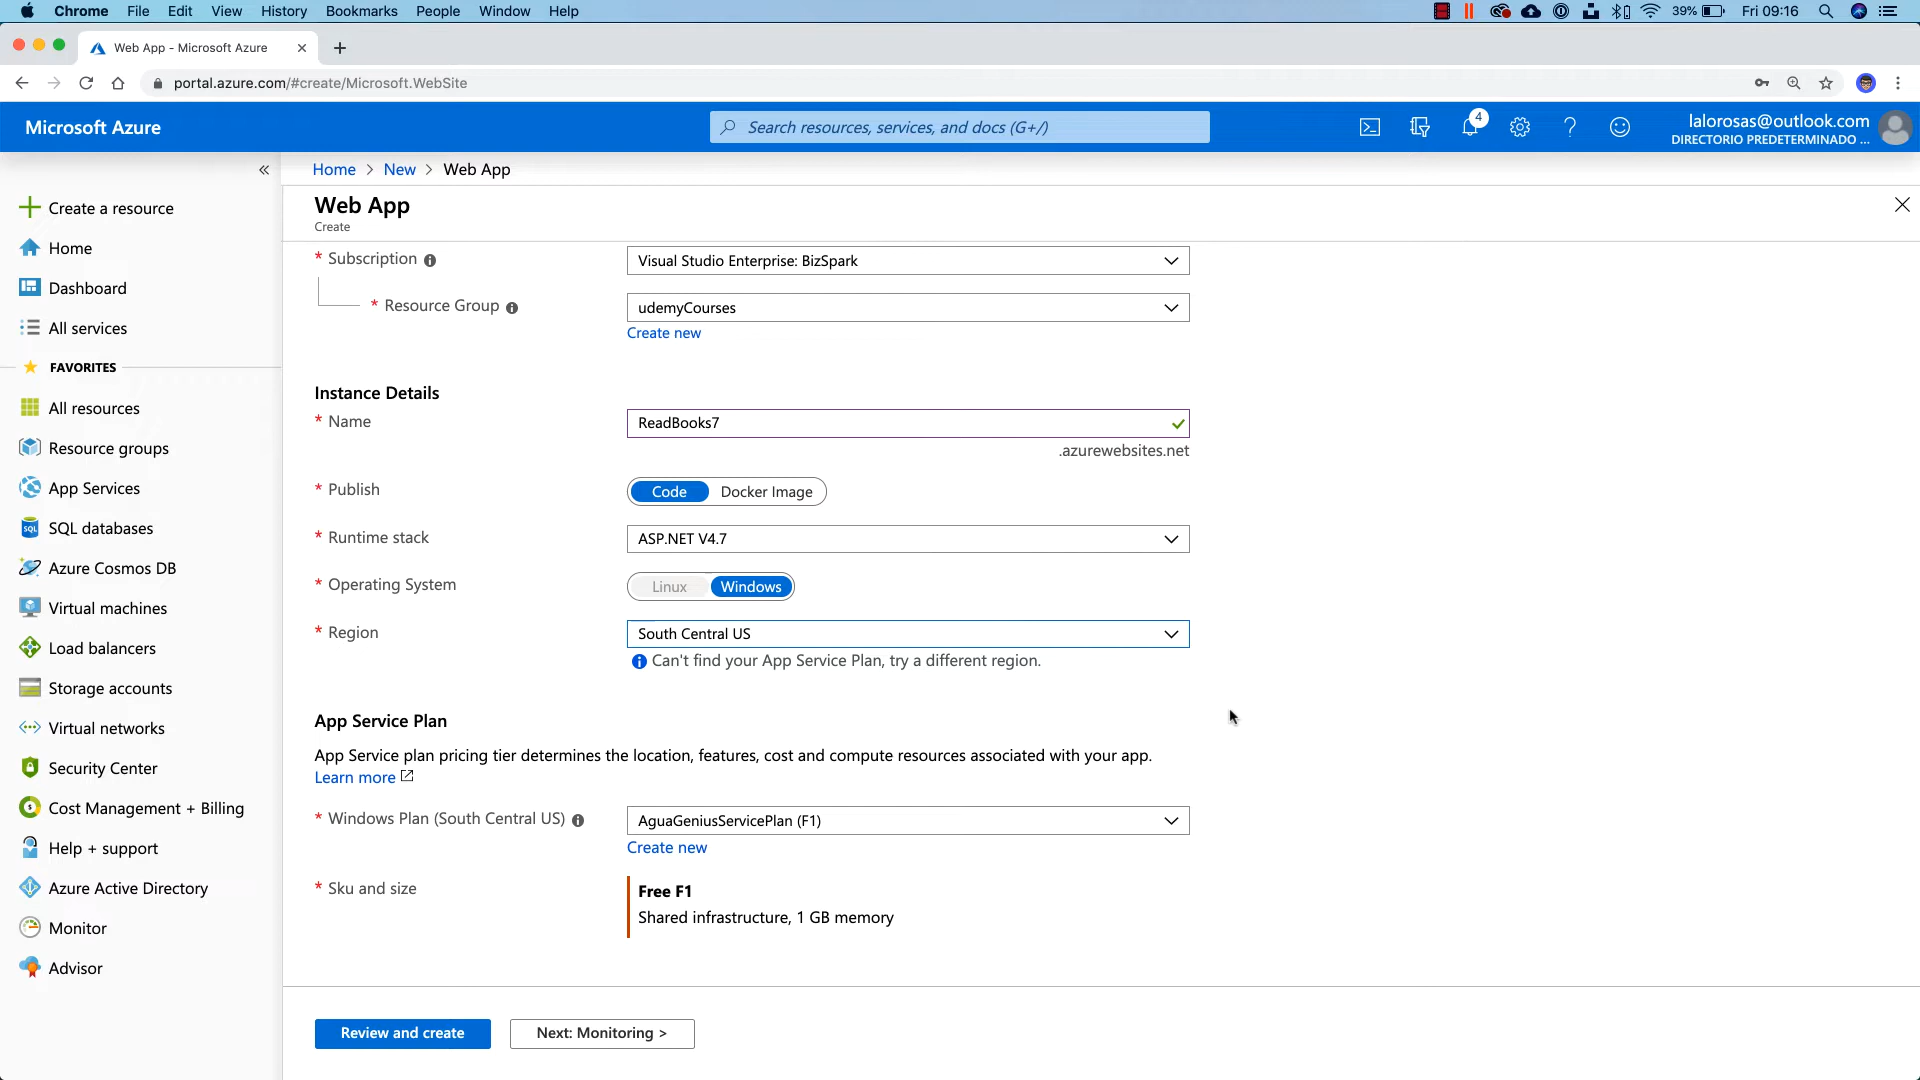 Chrome File Edit View History Bookmarks People Window Help 39% Fri 09:16
Web App - Microsoft Azure
portal.azure.com/#create/Microsoft.WebSite
Microsoft Azure
Search resources, services, and docs (G+/)
4
lalorosas@outlook.com
DIRECTORIO PREDETERMINADO ...
«
Create a resource
Home
Dashboard
All services
FAVORITES
All resources
Resource groups
App Services
SQL databases
Azure Cosmos DB
Virtual machines
Load balancers
Storage accounts
Virtual networks
Security Center
Cost Management + Billing
Help + support
Azure Active Directory
Monitor
Advisor
Home > New > Web App
Web App
Create
* Subscription
Visual Studio Enterprise: BizSpark
* Resource Group
udemyCourses
Create new
Instance Details
* Name
ReadBooks7
.azurewebsites.net
* Publish
Code Docker Image
* Runtime stack
ASP.NET V4.7
* Operating System
Linux Windows
* Region
South Central US
Can't find your App Service Plan, try a different region.
App Service Plan
App Service plan pricing tier determines the location, features, cost and compute resources associated with your app.
Learn more
* Windows Plan (South Central US)
AguaGeniusServicePlan (F1)
Create new
* Sku and size
Free F1
Shared infrastructure, 1 GB memory
Review and create
Next: Monitoring >